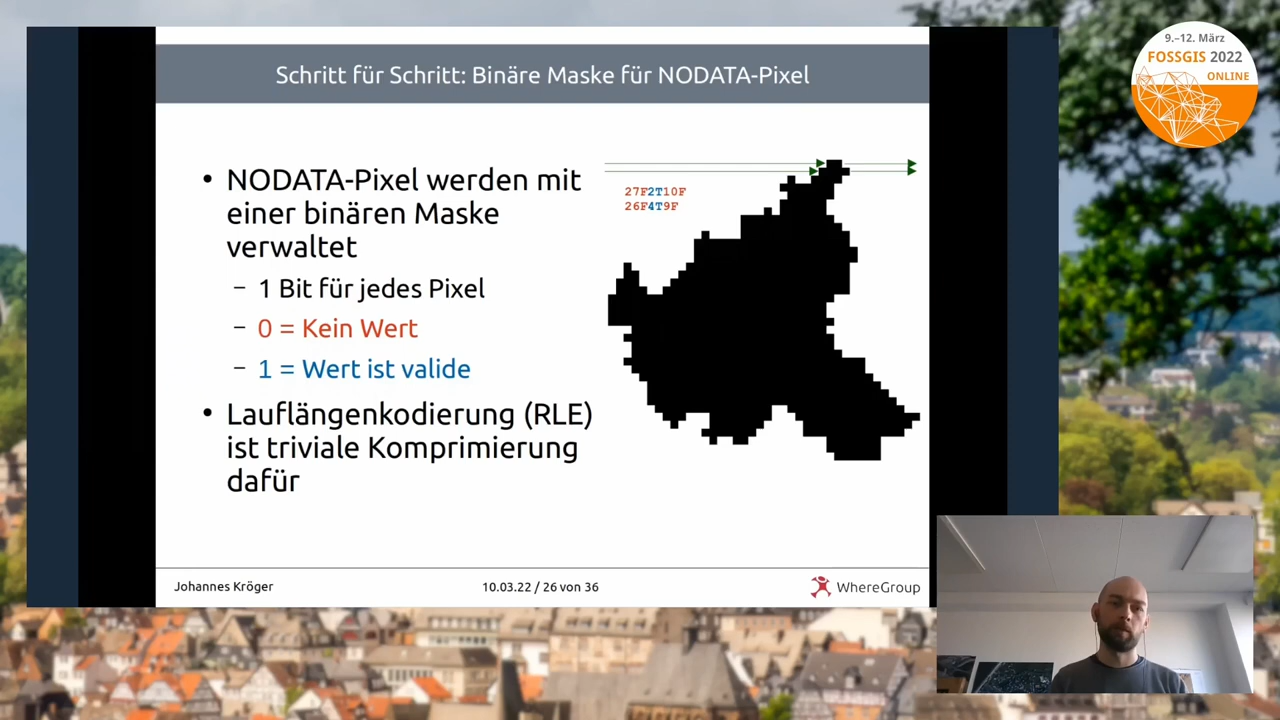 9.–12. März
FOSSGIS 2022
ONLINE
Schritt für Schritt: Binäre Maske für NODATA-Pixel
• NODATA-Pixel werden mit
einer binären Maske
verwaltet
– 1 Bit für jedes Pixel
– 0 = Kein Wert
– 1 = Wert ist valide
• Lauflängenkodierung (RLE)
ist triviale Komprimierung
dafür
27F2T10F
26F4T9F
Johannes Kröger
10.03.22 / 26 von 36
WhereGroup